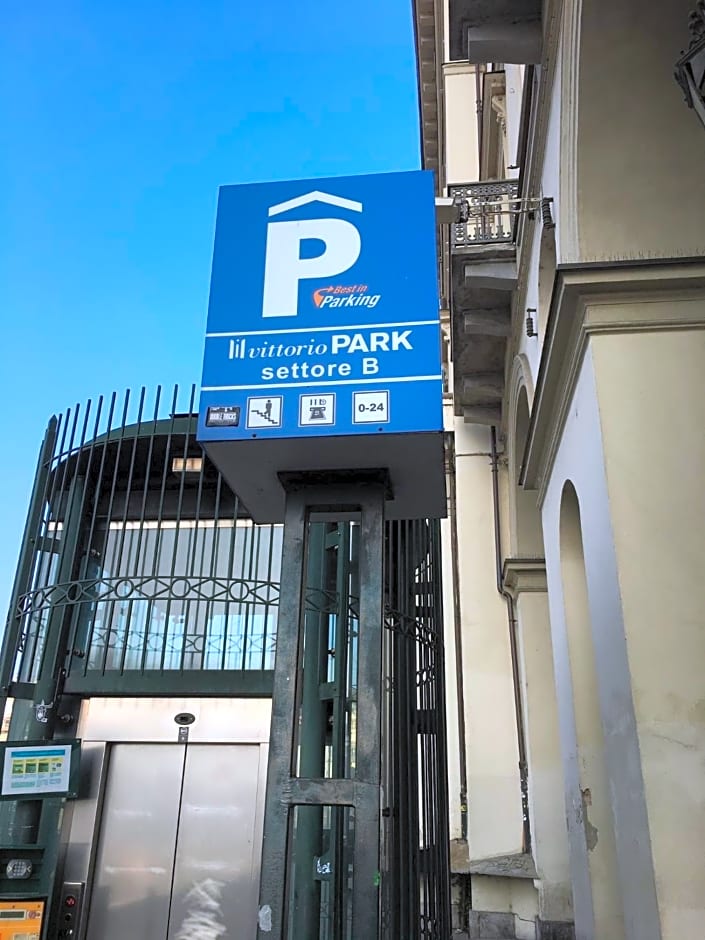 P
Best in
Parking
vittorio PARK
settore B
0-24